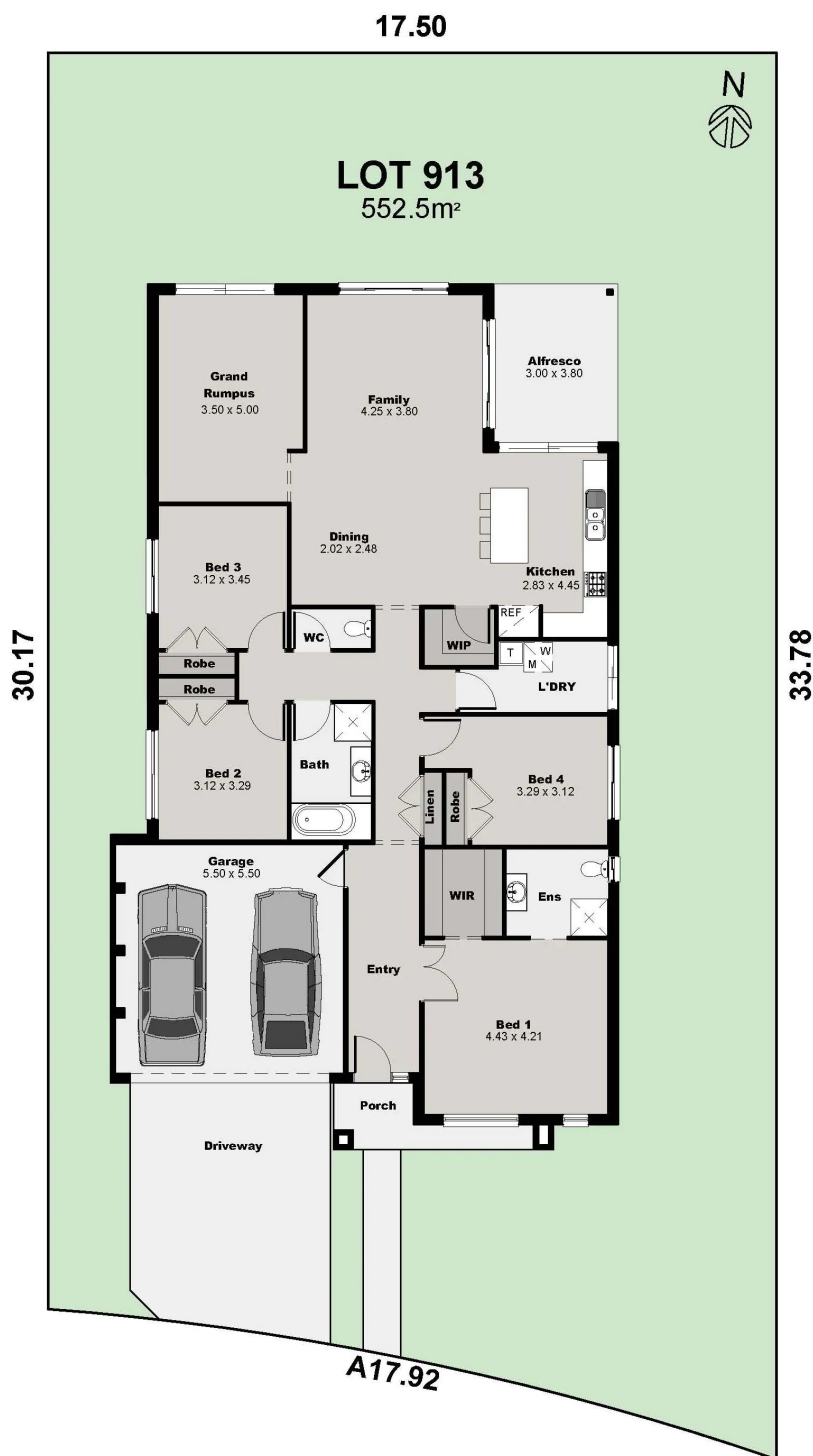 17.50
N
LOT 913
552.5m²
Grand
Rumpus
3.50 x 5.00
Family
4.25 x 3.80
Alfresco
3.00 x 3.80
Dining
2.02 x 2.48
Kitchen
2.83 x 4.45
Bed 3
3.12 x 3.45
REF
WC
WIP
T
W
M
L'DRY
Robe
Robe
30.17
33.78
Bath
Bed 2
3.12 x 3.29
Bed 4
3.29 x 3.12
Linen
Robe
Garage
5.50 x 5.50
WIR
Ens
Entry
Bed 1
4.43 x 4.21
Porch
Driveway
A17.92